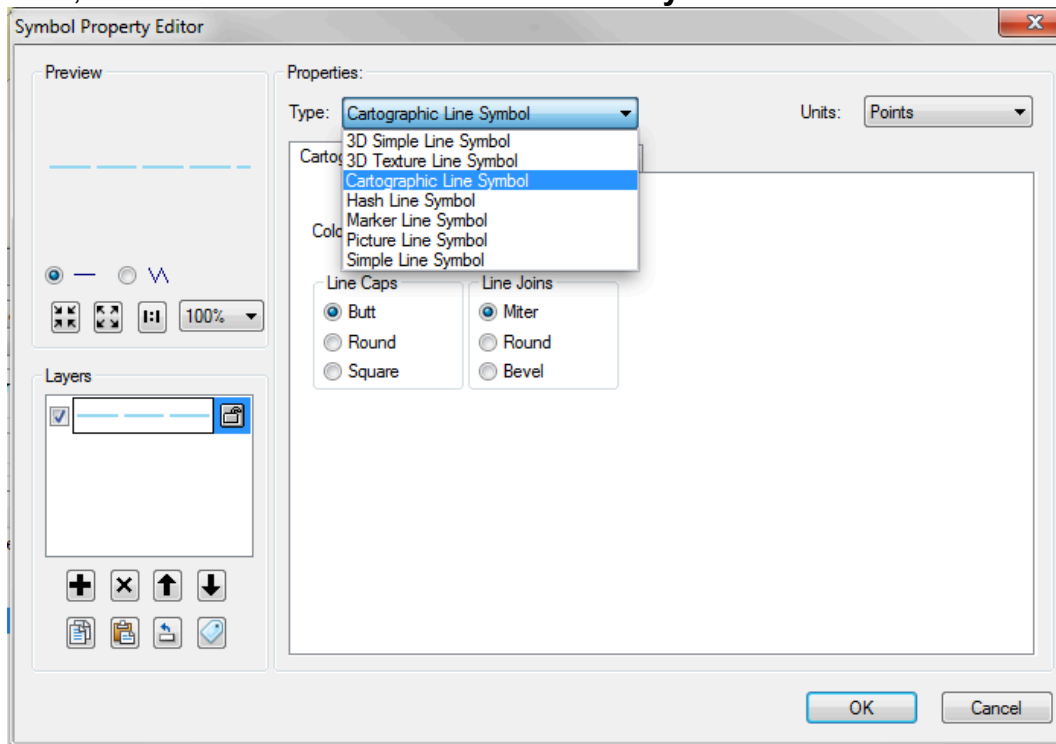 Symbol Property Editor
Preview
Properties:
Type: Cartographic Line Symbol
Units: Points
3D Simple Line Symbol
3D Texture Line Symbol
Cartographic Line Symbol
Hash Line Symbol
Marker Line Symbol
Picture Line Symbol
Simple Line Symbol
Line Caps
Line Joins
Butt
Miter
Round
Round
Square
Bevel
1:1
100%
Layers
OK
Cancel